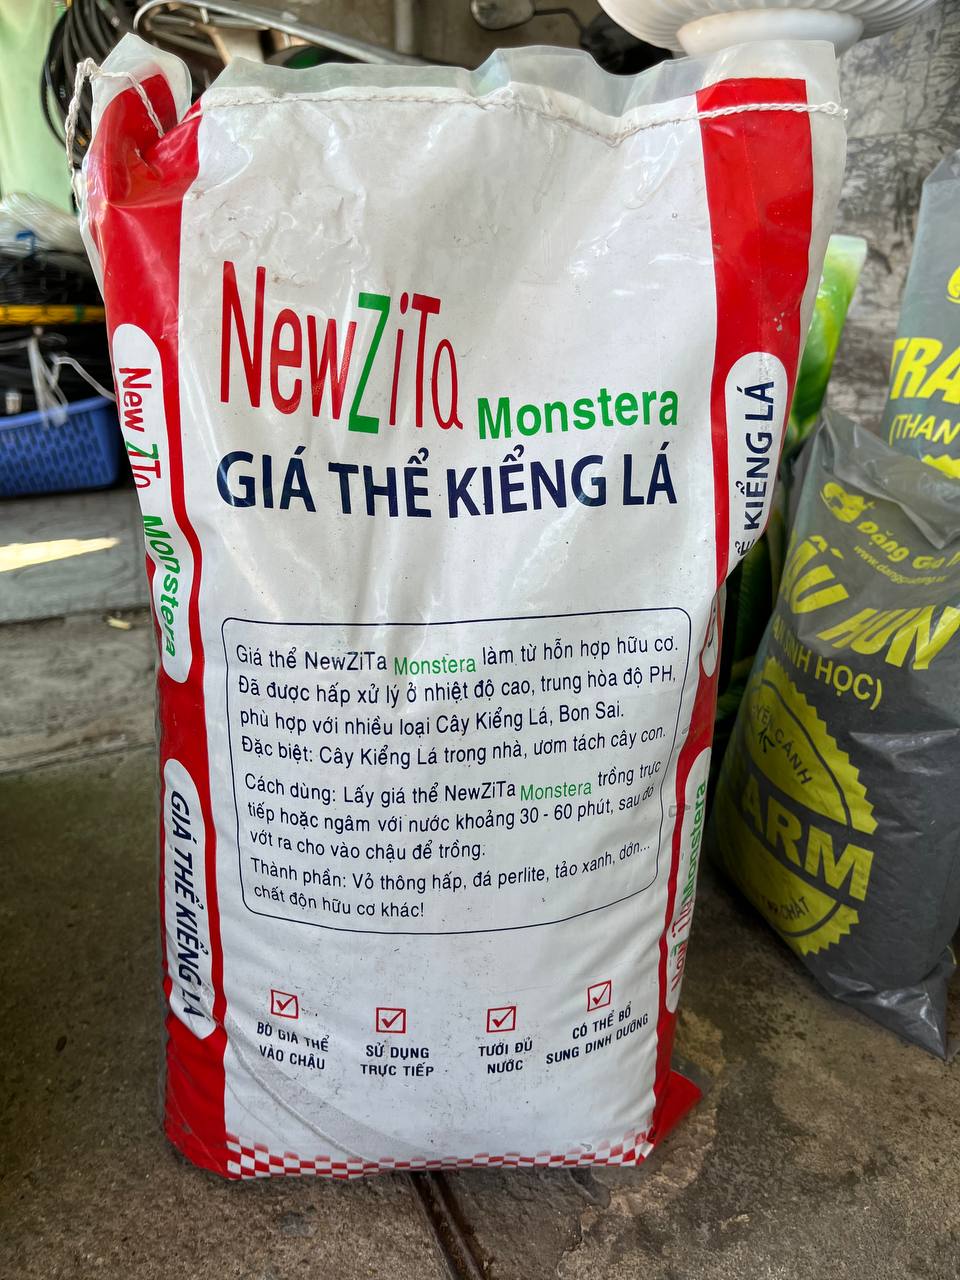 NewZiTa Monstera
GIÁ THỂ KIỂNG LÁ
Giá thể NewZiTa Monstera làm từ hỗn hợp hữu cơ.
Đã được hấp xử lý ở nhiệt độ cao, trung hòa độ PH,
phù hợp với nhiều loại Cây Kiểng Lá, Bon Sai.
Đặc biệt: Cây Kiểng Lá trong nhà, ươm tách cây con.
Cách dùng: Lấy giá thể NewZiTa Monstera trồng trực
tiếp hoặc ngâm với nước khoảng 30 - 60 phút, sau đó
vớt ra cho vào chậu để trồng.
Thành phần: Vỏ thông hấp, đá perlite, tảo xanh, dớn...
chất độn hữu cơ khác!
BỎ GIÁ THỂ
VÀO CHẬU
SỬ DỤNG
TRỰC TIẾP
TƯỚI ĐỦ
NƯỚC
CÓ THỂ BỔ
SUNG DINH DƯỠNG
New Monstera
GIÁ THỂ KIỂNG LÁ
KIỂNG LÁ
Monstera
(THAN
Đặng Gia
HUN
HỌC)